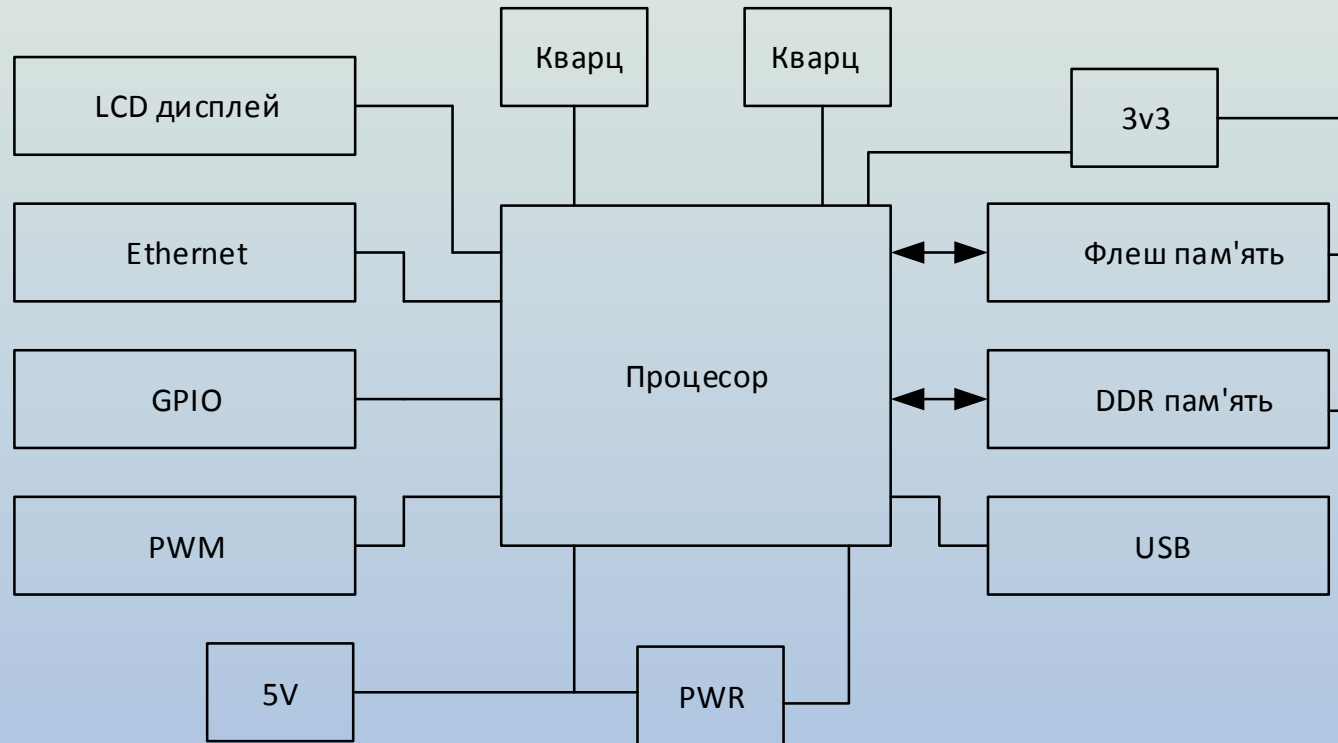 Кварц
Кварц
LCD дисплей
3v3
Ethernet
Флеш пам'ять
Процесор
GPIO
DDR пам'ять
PWM
USB
5V
PWR